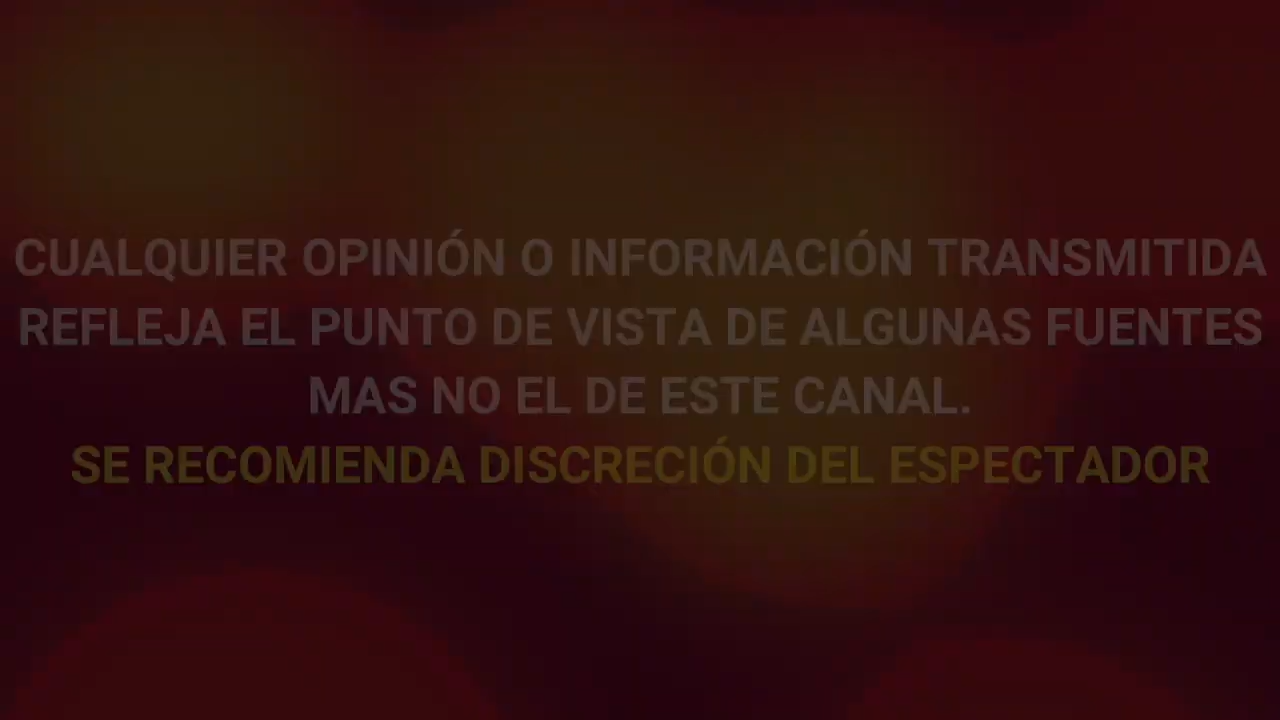 CUALQUIER OPINIÓN O INFORMACIÓN TRANSMITIDA
REFLEJA EL PUNTO DE VISTA DE ALGUNAS FUENTES
MAS NO EL DE ESTE CANAL.
SE RECOMIENDA DISCRECIÓN DEL ESPECTADOR